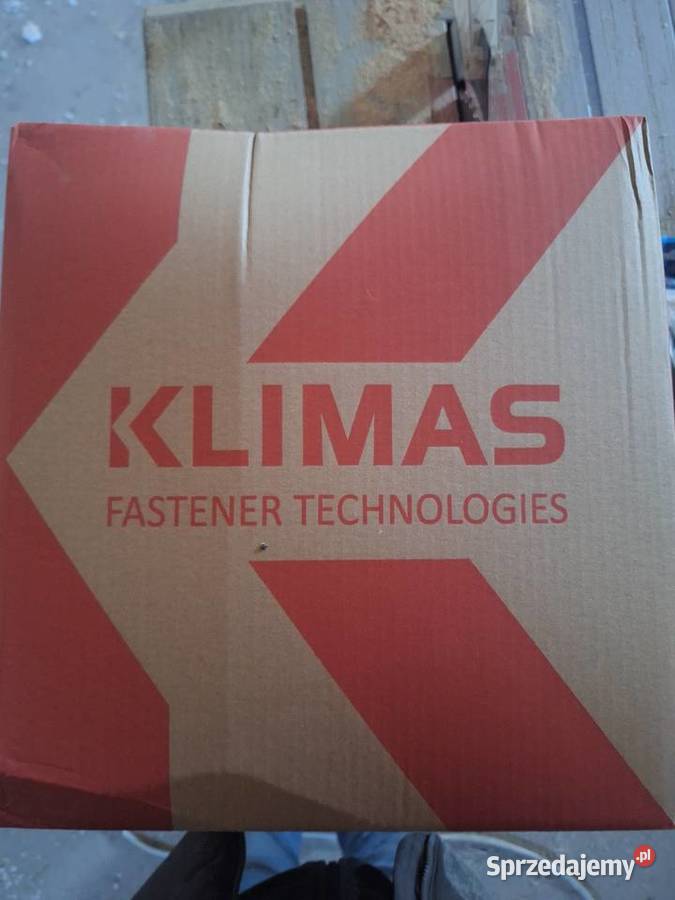 KLIMAS
FASTENER TECHNOLOGIES
Sprzedajemy.pl